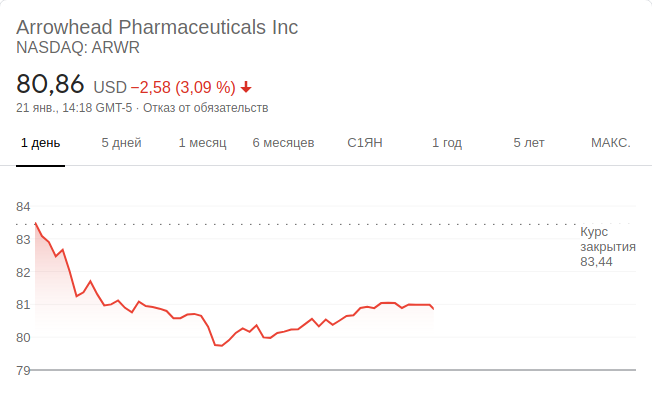 Arrowhead Pharmaceuticals Inc
NASDAQ: ARWR
80,86 USD −2,58 (3,09 %)
21 янв., 14:18 GMT-5 · Отказ от обязательств
1 день 5 дней 1 месяц 6 месяцев С1ЯН 1 год 5 лет МАКС.
84
83
82
81
80
79
Курс
закрытия
83,44